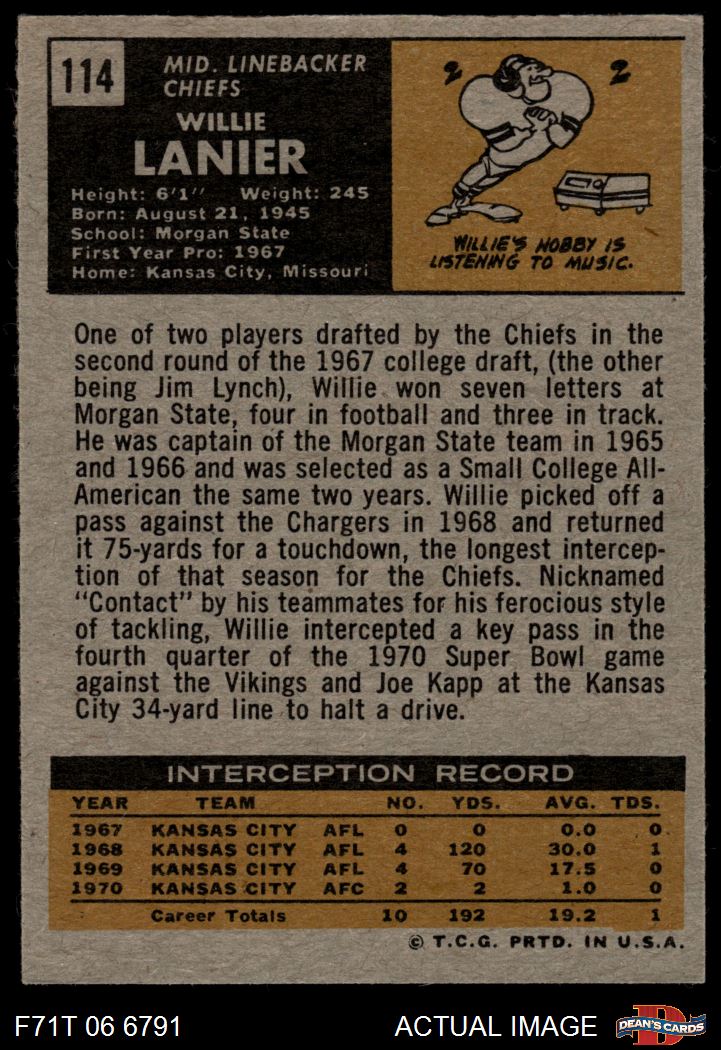 114
MID. LINEBACKER
CHIEFS
WILLIE
LANIER
Height: 6'1" Weight: 245
Born: August 21, 1945
School: Morgan State
First Year Pro: 1967
Home: Kansas City, Missouri
2 2
WILLIE'S HOBBY IS
LISTENING TO MUSIC.
One of two players drafted by the Chiefs in the
second round of the 1967 college draft, (the other
being Jim Lynch), Willie won seven letters at
Morgan State, four in football and three in track.
He was captain of the Morgan State team in 1965
and 1966 and was selected as a Small College All-
American the same two years. Willie picked off a
pass against the Chargers in 1968 and returned
it 75-yards for a touchdown, the longest intercep-
tion of that season for the Chiefs. Nicknamed
"Contact" by his teammates for his ferocious style
of tackling, Willie intercepted a key pass in the
fourth quarter of the 1970 Super Bowl game
against the Vikings and Joe Kapp at the Kansas
City 34-yard line to halt a drive.
INTERCEPTION RECORD
YEAR TEAM NO. YDS. AVG. TDS.
1967 KANSAS CITY AFL 0 0 0.0 0
1968 KANSAS CITY AFL 4 120 30.0 1
1969 KANSAS CITY AFL 4 70 17.5 0
1970 KANSAS CITY AFC 2 2 1.0 0
Career Totals 10 192 19.2 1
© T.C.G. PRTD. IN U.S.A.
F71T 06 6791 ACTUAL IMAGE
D
DEAN'S CARDS